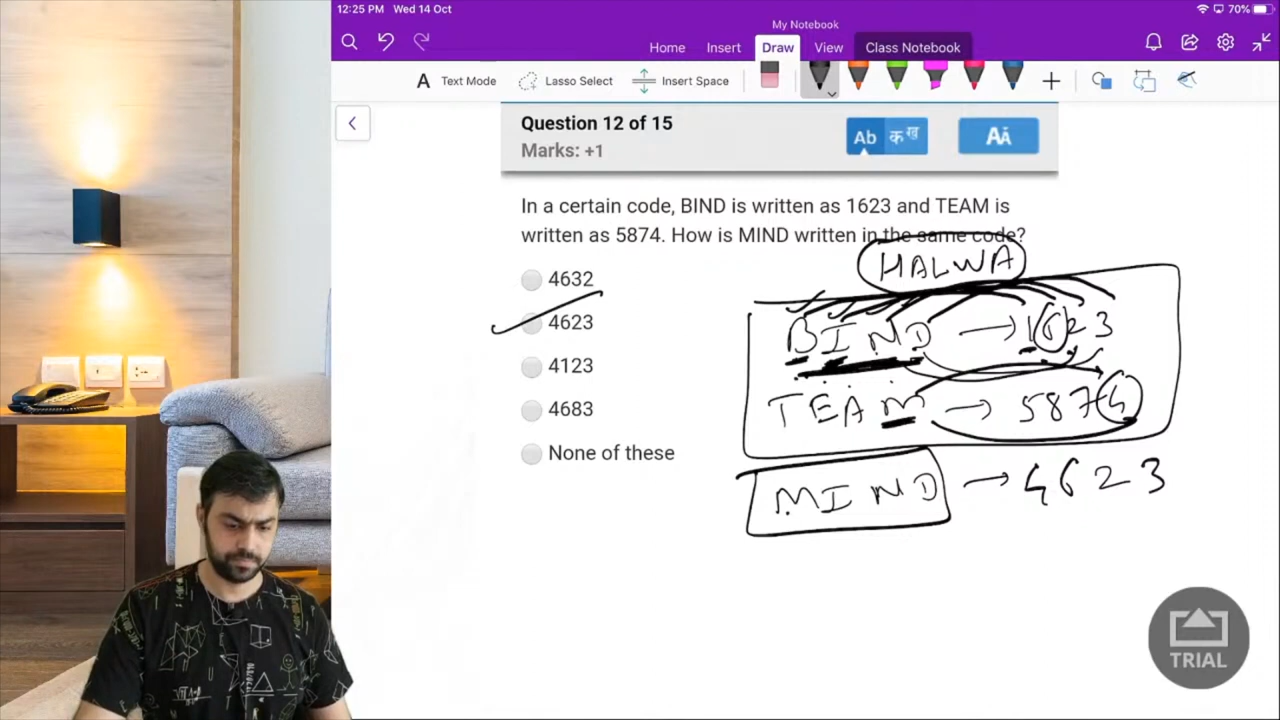 12:25 PM Wed 14 Oct
70%
My Notebook
Home Insert Draw View Class Notebook
A Text Mode Lasso Select Insert Space
Question 12 of 15
Marks: +1
Ab क ख AA
In a certain code, BIND is written as 1623 and TEAM is
written as 5874. How is MIND written in the same code?
4632
4623
4123
4683
None of these
HALWA
BIND → 1623
TEAM → 5874
MIND → 4623
TRIAL